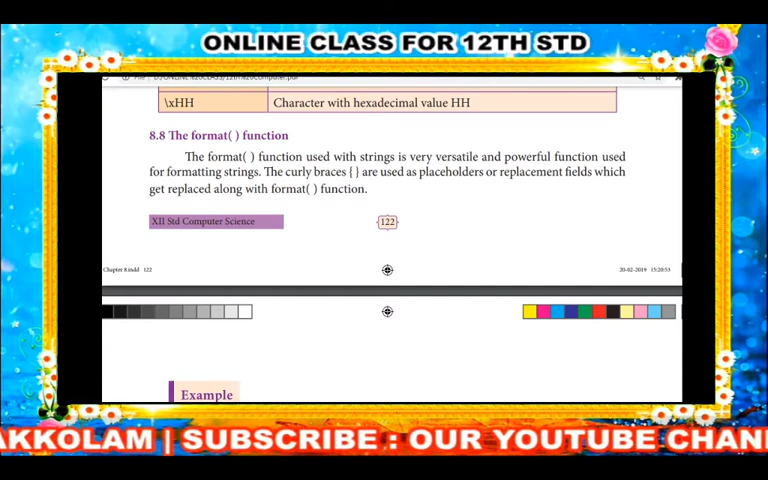 ONLINE CLASS FOR 12TH STD
\xHH Character with hexadecimal value HH
8.8 The format( ) function
The format( ) function used with strings is very versatile and powerful function used
for formatting strings. The curly braces { } are used as placeholders or replacement fields which
get replaced along with format( ) function.
XII Std Computer Science 122
Chapter 8.indd 122 20-02-2019 15:20:53
Example
AKKOLAM | SUBSCRIBE : OUR YOUTUBE CHAN